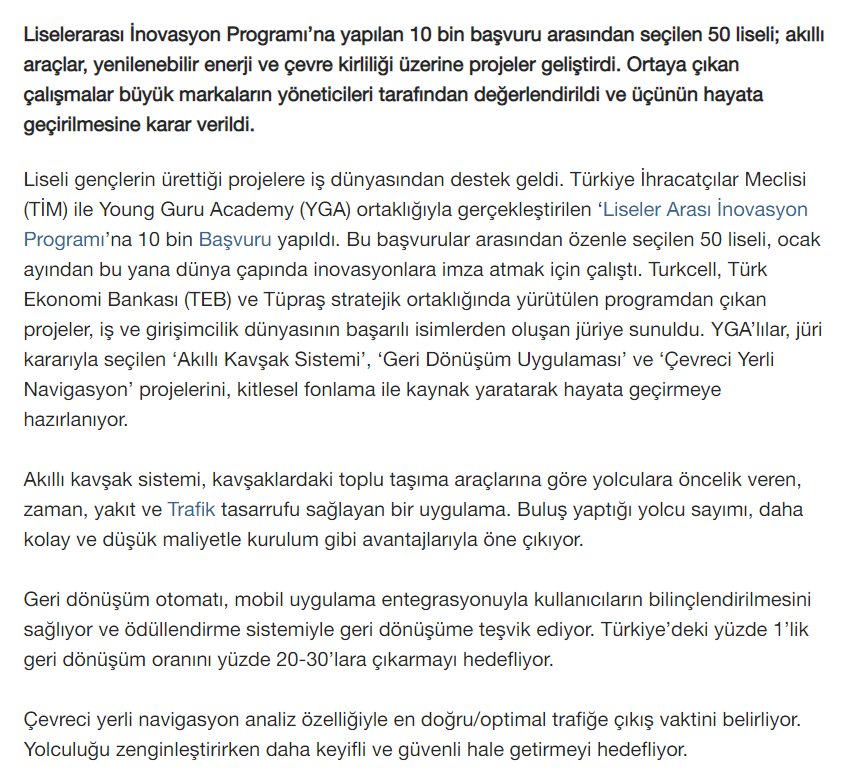 Liselerarası İnovasyon Programı’na yapılan 10 bin başvuru arasından seçilen 50 liseli; akıllı
araçlar, yenilenebilir enerji ve çevre kirliliği üzerine projeler geliştirdi. Ortaya çıkan
çalışmalar büyük markaların yöneticileri tarafından değerlendirildi ve üçünün hayata
geçirilmesine karar verildi.
Liseli gençlerin ürettiği projelere iş dünyasından destek geldi. Türkiye İhracatçılar Meclisi
(TİM) ile Young Guru Academy (YGA) ortaklığıyla gerçekleştirilen ‘Liseler Arası İnovasyon
Programı’na 10 bin Başvuru yapıldı. Bu başvurular arasından özenle seçilen 50 liseli, ocak
ayından bu yana dünya çapında inovasyonlara imza atmak için çalıştı. Turkcell, Türk
Ekonomi Bankası (TEB) ve Tüpraş stratejik ortaklığında yürütülen programdan çıkan
projeler, iş ve girişimcilik dünyasının başarılı isimlerden oluşan jüriye sunuldu. YGA’lılar, jüri
kararıyla seçilen ‘Akıllı Kavşak Sistemi’, ‘Geri Dönüşüm Uygulaması’ ve ‘Çevreci Yerli
Navigasyon’ projelerini, kitlesel fonlama ile kaynak yaratarak hayata geçirmeye
hazırlanıyor.
Akıllı kavşak sistemi, kavşaklardaki toplu taşıma araçlarına göre yolculara öncelik veren,
zaman, yakıt ve Trafik tasarrufu sağlayan bir uygulama. Buluş yaptığı yolcu sayımı, daha
kolay ve düşük maliyetle kurulum gibi avantajlarıyla öne çıkıyor.
Geri dönüşüm otomatı, mobil uygulama entegrasyonuyla kullanıcıların bilinçlendirilmesini
sağlıyor ve ödüllendirme sistemiyle geri dönüşüme teşvik ediyor. Türkiye’deki yüzde 1’lik
geri dönüşüm oranını yüzde 20-30’lara çıkarmayı hedefliyor.
Çevreci yerli navigasyon analiz özelliğiyle en doğru/optimal trafiğe çıkış vaktini belirliyor.
Yolculuğu zenginleştirirken daha keyifli ve güvenli hale getirmeyi hedefliyor.